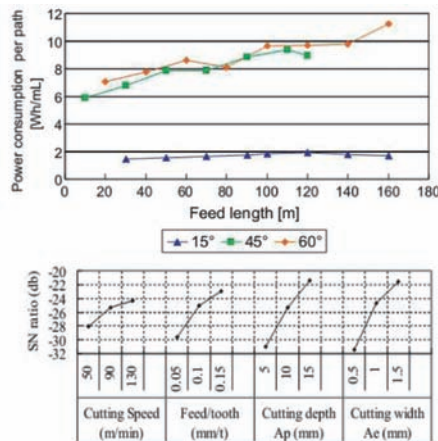 Power consumption per path
[Wh/mL]
12
10
8
6
4
2
0
0 20 40 60 80 100 120 140 160 180
Feed length [m]
15° 45° 60°
SN ratio (db)
-20
-22
-24
-26
-28
-30
-32
50 90 130 0.05 0.1 0.15 5 10 15 0.5 1 1.5
Cutting Speed Feed/tooth Cutting depth Cutting width
(m/min) (mm/t) Ap (mm) Ae (mm)